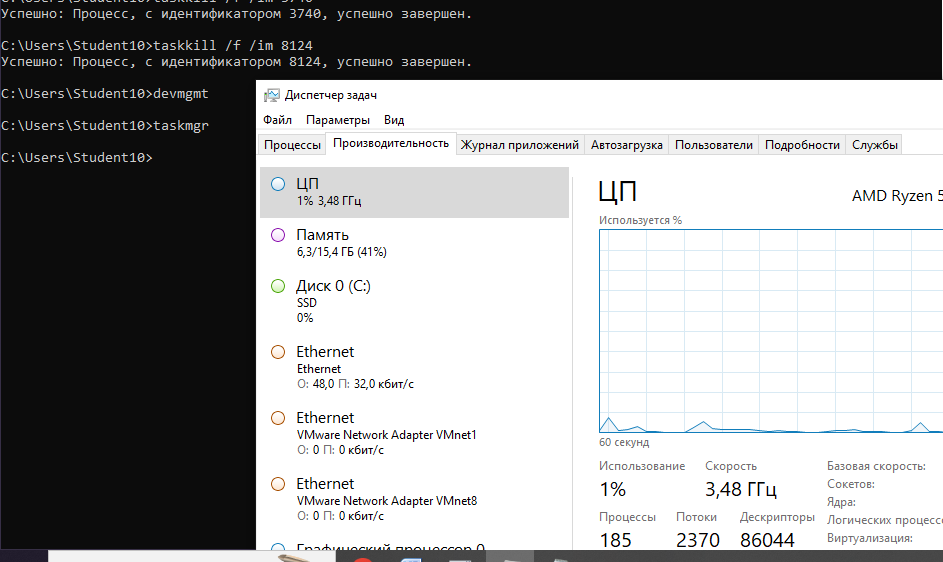 Успешно: Процесс, с идентификатором 3740, успешно завершен.
C:\Users\Student10>taskkill /f /im 8124
Успешно: Процесс, с идентификатором 8124, успешно завершен.
C:\Users\Student10>devmgmt
C:\Users\Student10>taskmgr
C:\Users\Student10>
Диспетчер задач
Файл Параметры Вид
Процессы Производительность Журнал приложений Автозагрузка Пользователи Подробности Службы
ЦП
1% 3,48 ГГц
Память
6,3/15,4 ГБ (41%)
Диск 0 (C:)
SSD
0%
Ethernet
Ethernet
О: 48,0 П: 32,0 кбит/с
Ethernet
VMware Network Adapter VMnet1
О: 0 П: 0 кбит/с
Ethernet
VMware Network Adapter VMnet8
О: 0 П: 0 кбит/с
Графический процессор 0
ЦП
AMD Ryzen 5
Используется %
60 секунд
Использование Скорость
1% 3,48 ГГц
Процессы Потоки Дескрипторы
185 2370 86044
Базовая скорость:
Сокетов:
Ядра:
Логических процессо
Виртуализация: